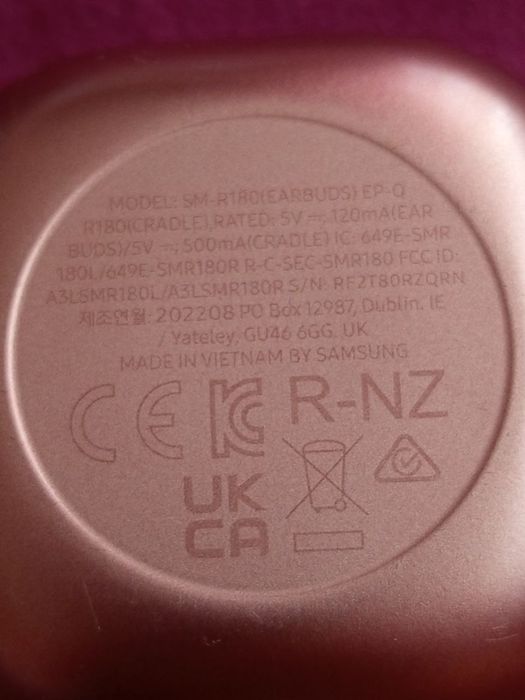 MODEL: SM-R180(EARBUDS) EP-Q
R180(CRADLE),RATED: 5V ⎓; 120mA(EAR
BUDS)/5V ⎓; 500mA(CRADLE) IC: 649E-SMR
180L/649E-SMR180R R-C-SEC-SMR180 FCC ID:
A3LSMR180L/A3LSMR180R S/N: RF2T80RZQRN
제조연월: 202208 PO Box 12987, Dublin. IE
/ Yateley, GU46 6GG. UK
MADE IN VIETNAM BY SAMSUNG
CE KC R-NZ
UK
CA